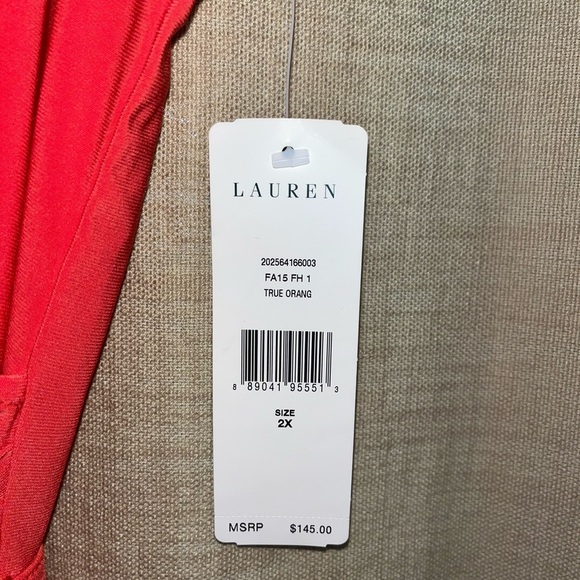 LAUREN
202564166003
FA15 FH 1
TRUE ORANG
8 89041 95551 3
SIZE
2X
MSRP $145.00